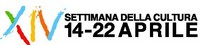 XIV SETTIMANA DELLA CULTURA
14-22 APRILE